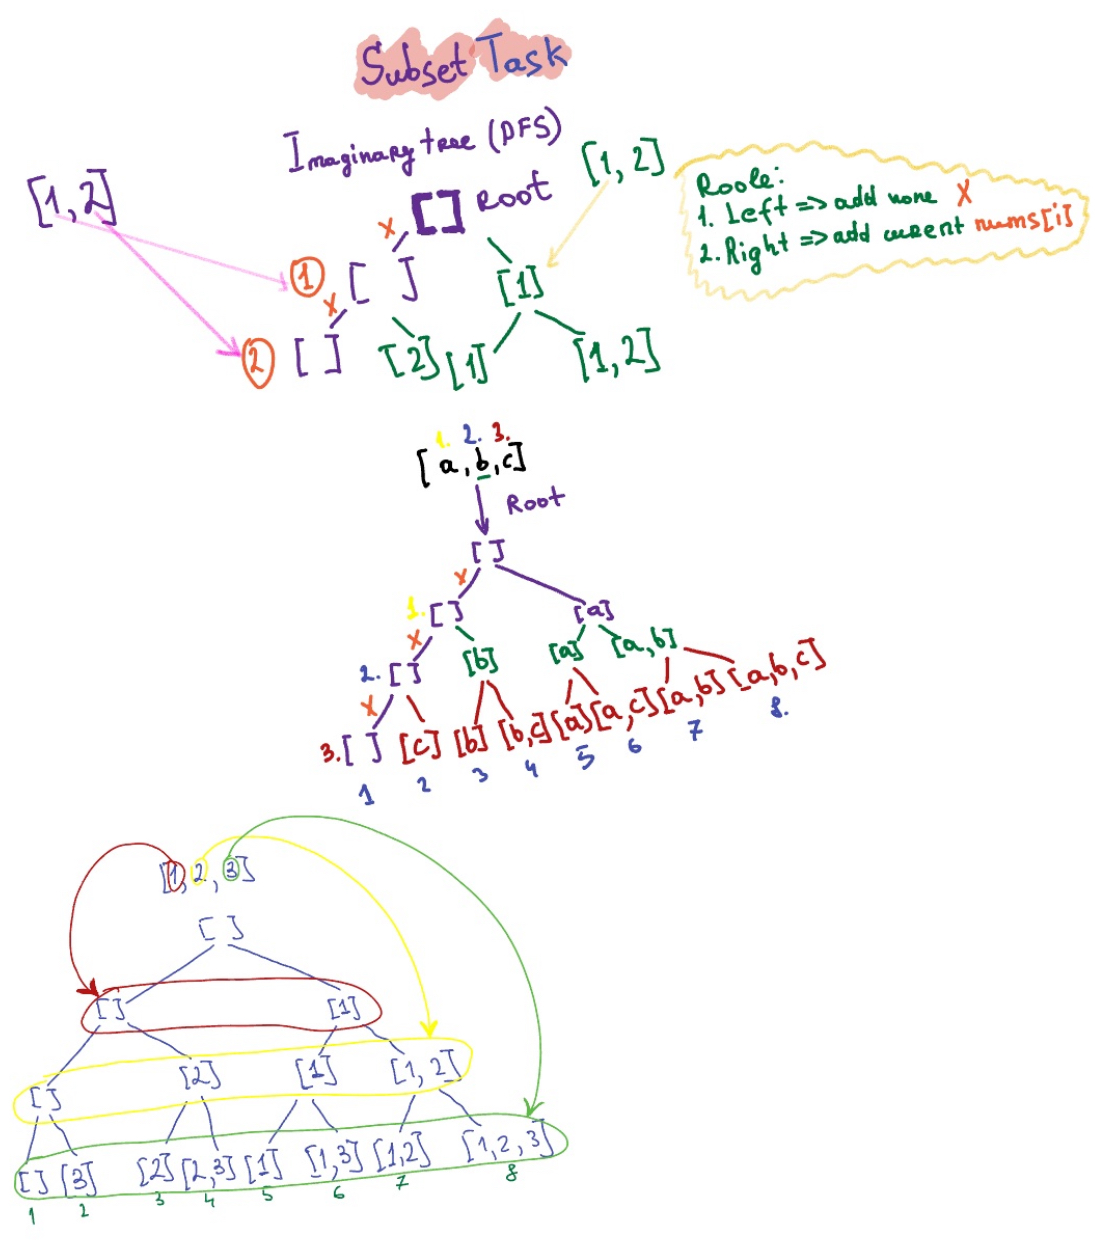 Subset Task
Imaginary tree (DFS)
[1, 2]
[1, 2]
Roole:
1. Left => add none X
2. Right => add current nums[i]
[] Root
X
1 [ ] [1]
X
2 [ ] [2] [1] [1, 2]
1. 2. 3.
[a, b, c]
Root
[]
X
1. [] [a]
X
2. [] [b] [a] [a, b]
X
3. [ ] [c] [b] [b, c] [a] [a, c] [a, b] [a, b, c]
1 2 3 4 5 6 7 8.
[1, 2, 3]
[ ]
[] [1]
[] [2] [1] [1, 2]
[] [3] [2] [2,3] [1] [1,3] [1,2] [1,2,3]
1 2 3 4 5 6 7 8